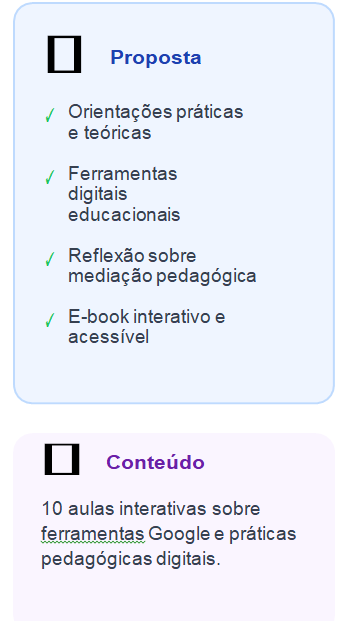 Proposta
✓ Orientações práticas
e teóricas
✓ Ferramentas
digitais
educacionais
✓ Reflexão sobre
mediação pedagógica
✓ E-book interativo e
acessível
Conteúdo
10 aulas interativas sobre
ferramentas Google e práticas
pedagógicas digitais.